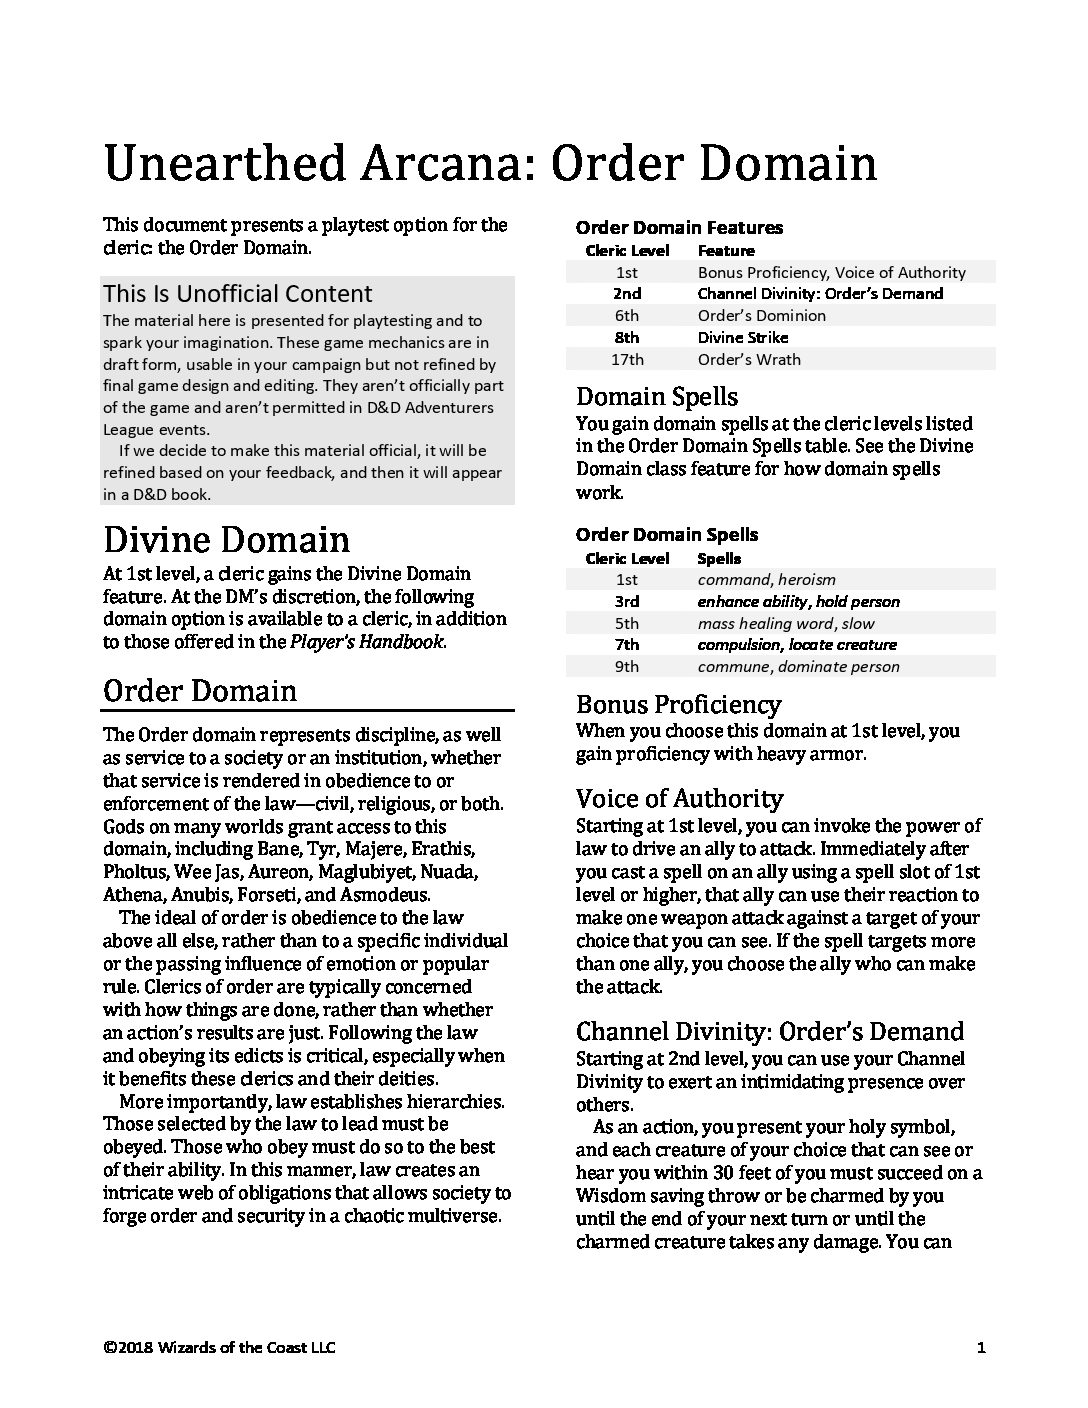 Unearthed Arcana: Order Domain
This document presents a playtest option for the
cleric: the Order Domain.
This Is Unofficial Content
The material here is presented for playtesting and to
spark your imagination. These game mechanics are in
draft form, usable in your campaign but not refined by
final game design and editing. They aren’t officially part
of the game and aren’t permitted in D&D Adventurers
League events.
If we decide to make this material official, it will be
refined based on your feedback, and then it will appear
in a D&D book.
Divine Domain
At 1st level, a cleric gains the Divine Domain
feature. At the DM’s discretion, the following
domain option is available to a cleric, in addition
to those offered in the Player’s Handbook.
Order Domain
The Order domain represents discipline, as well
as service to a society or an institution, whether
that service is rendered in obedience to or
enforcement of the law—civil, religious, or both.
Gods on many worlds grant access to this
domain, including Bane, Tyr, Majere, Erathis,
Pholtus, Wee Jas, Aureon, Maglubiyet, Nuada,
Athena, Anubis, Forseti, and Asmodeus.
The ideal of order is obedience to the law
above all else, rather than to a specific individual
or the passing influence of emotion or popular
rule. Clerics of order are typically concerned
with how things are done, rather than whether
an action’s results are just. Following the law
and obeying its edicts is critical, especially when
it benefits these clerics and their deities.
More importantly, law establishes hierarchies.
Those selected by the law to lead must be
obeyed. Those who obey must do so to the best
of their ability. In this manner, law creates an
intricate web of obligations that allows society to
forge order and security in a chaotic multiverse.
Order Domain Features
Cleric Level Feature
1st Bonus Proficiency, Voice of Authority
2nd Channel Divinity: Order’s Demand
6th Order’s Dominion
8th Divine Strike
17th Order’s Wrath
Domain Spells
You gain domain spells at the cleric levels listed
in the Order Domain Spells table. See the Divine
Domain class feature for how domain spells
work.
Order Domain Spells
Cleric Level Spells
1st command, heroism
3rd enhance ability, hold person
5th mass healing word, slow
7th compulsion, locate creature
9th commune, dominate person
Bonus Proficiency
When you choose this domain at 1st level, you
gain proficiency with heavy armor.
Voice of Authority
Starting at 1st level, you can invoke the power of
law to drive an ally to attack. Immediately after
you cast a spell on an ally using a spell slot of 1st
level or higher, that ally can use their reaction to
make one weapon attack against a target of your
choice that you can see. If the spell targets more
than one ally, you choose the ally who can make
the attack.
Channel Divinity: Order’s Demand
Starting at 2nd level, you can use your Channel
Divinity to exert an intimidating presence over
others.
As an action, you present your holy symbol,
and each creature of your choice that can see or
hear you within 30 feet of you must succeed on a
Wisdom saving throw or be charmed by you
until the end of your next turn or until the
charmed creature takes any damage. You can
©2018 Wizards of the Coast LLC 1